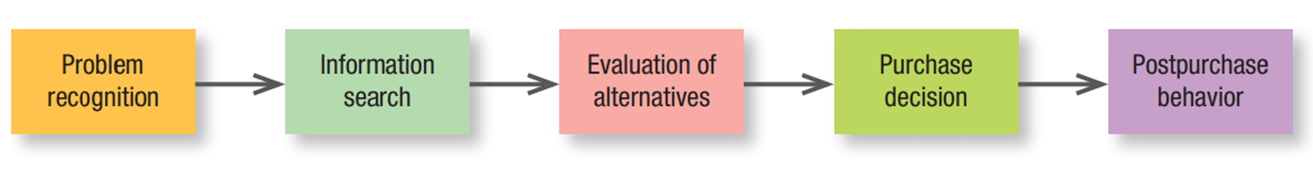 Problem
recognition
Information
search
Evaluation of
alternatives
Purchase
decision
Postpurchase
behavior